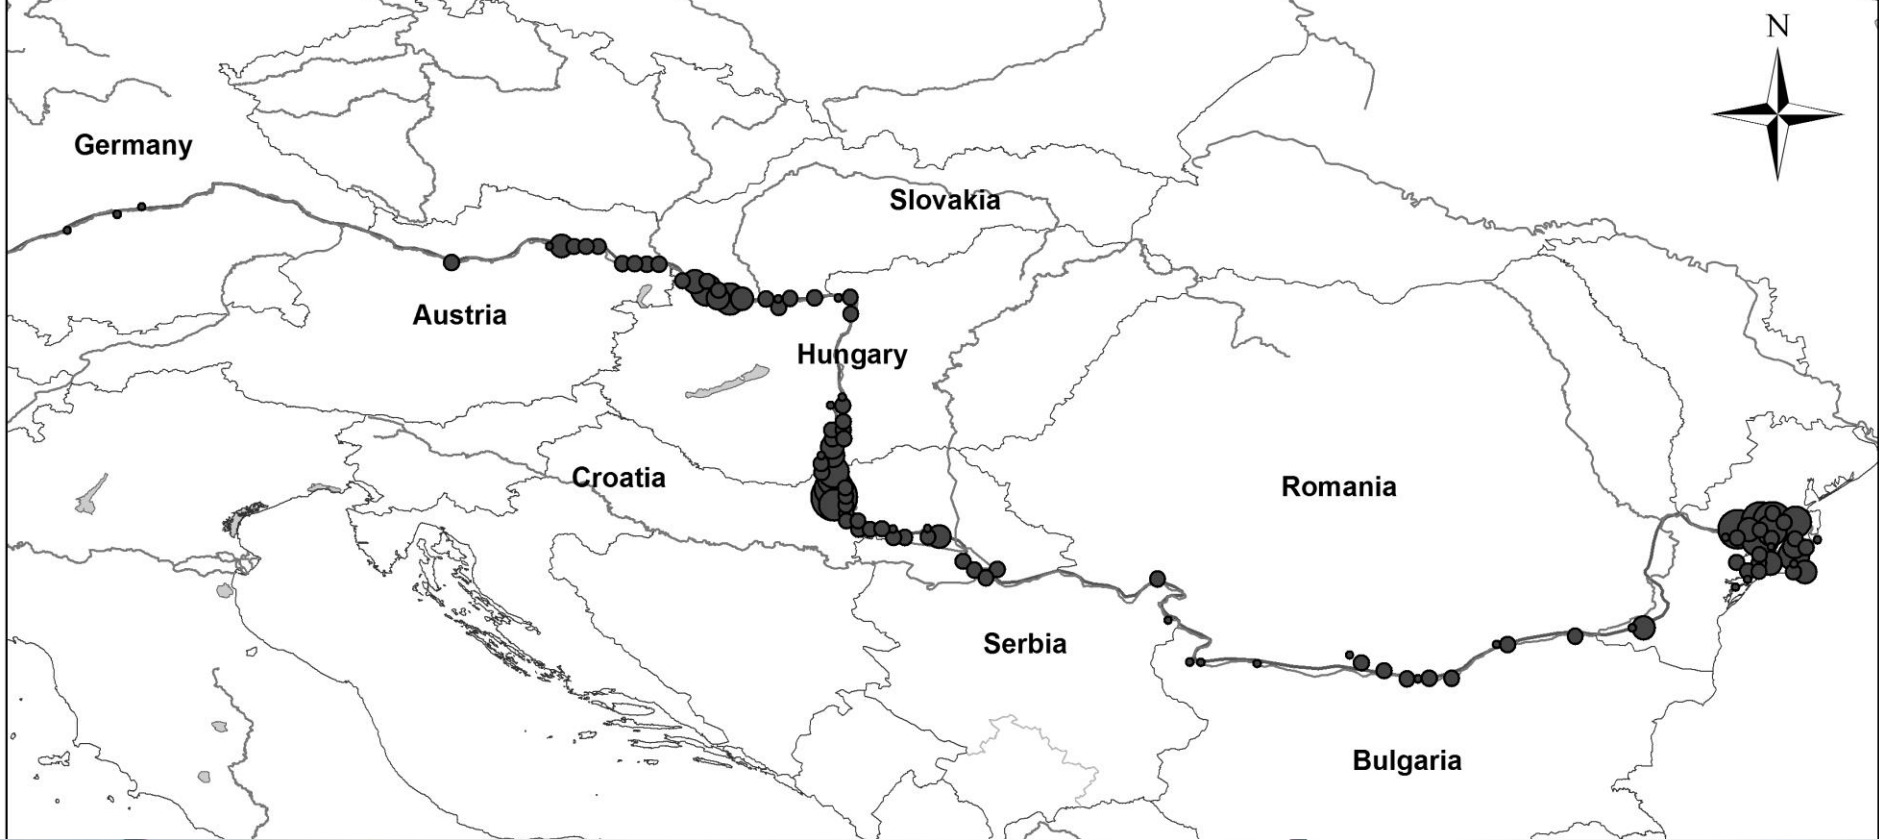 N
Germany
Slovakia
Austria
Hungary
Croatia
Romania
Serbia
Bulgaria